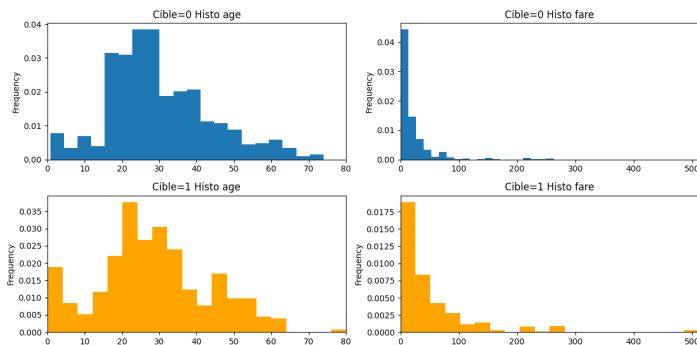 Cible=0 Histo age
Frequency
0.04
0.03
0.02
0.01
0.00
0 10 20 30 40 50 60 70 80
Cible=0 Histo fare
Frequency
0.04
0.03
0.02
0.01
0.00
0 100 200 300 400 500
Cible=1 Histo age
Frequency
0.035
0.030
0.025
0.020
0.015
0.010
0.005
0.000
0 10 20 30 40 50 60 70 80
Cible=1 Histo fare
Frequency
0.0175
0.0150
0.0125
0.0100
0.0075
0.0050
0.0025
0.0000
0 100 200 300 400 500